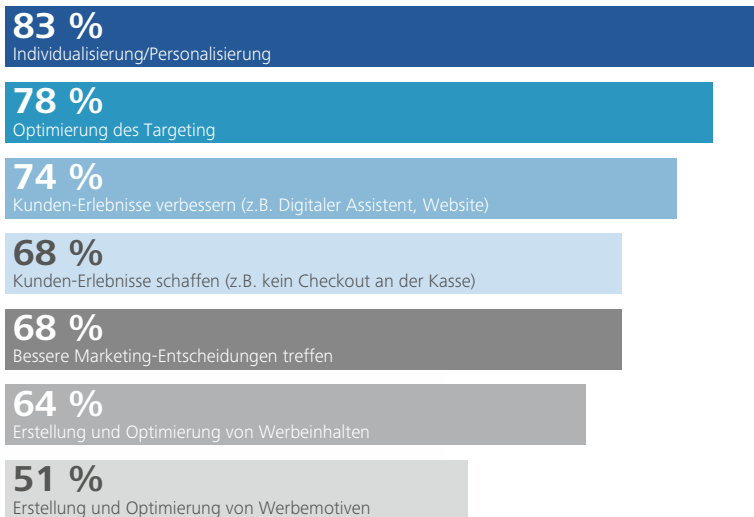 83 %
Individualisierung/Personalisierung
78 %
Optimierung des Targeting
74 %
Kunden-Erlebnisse verbessern (z.B. Digitaler Assistent, Website)
68 %
Kunden-Erlebnisse schaffen (z.B. kein Checkout an der Kasse)
68 %
Bessere Marketing-Entscheidungen treffen
64 %
Erstellung und Optimierung von Werbeinhalten
51 %
Erstellung und Optimierung von Werbemotiven